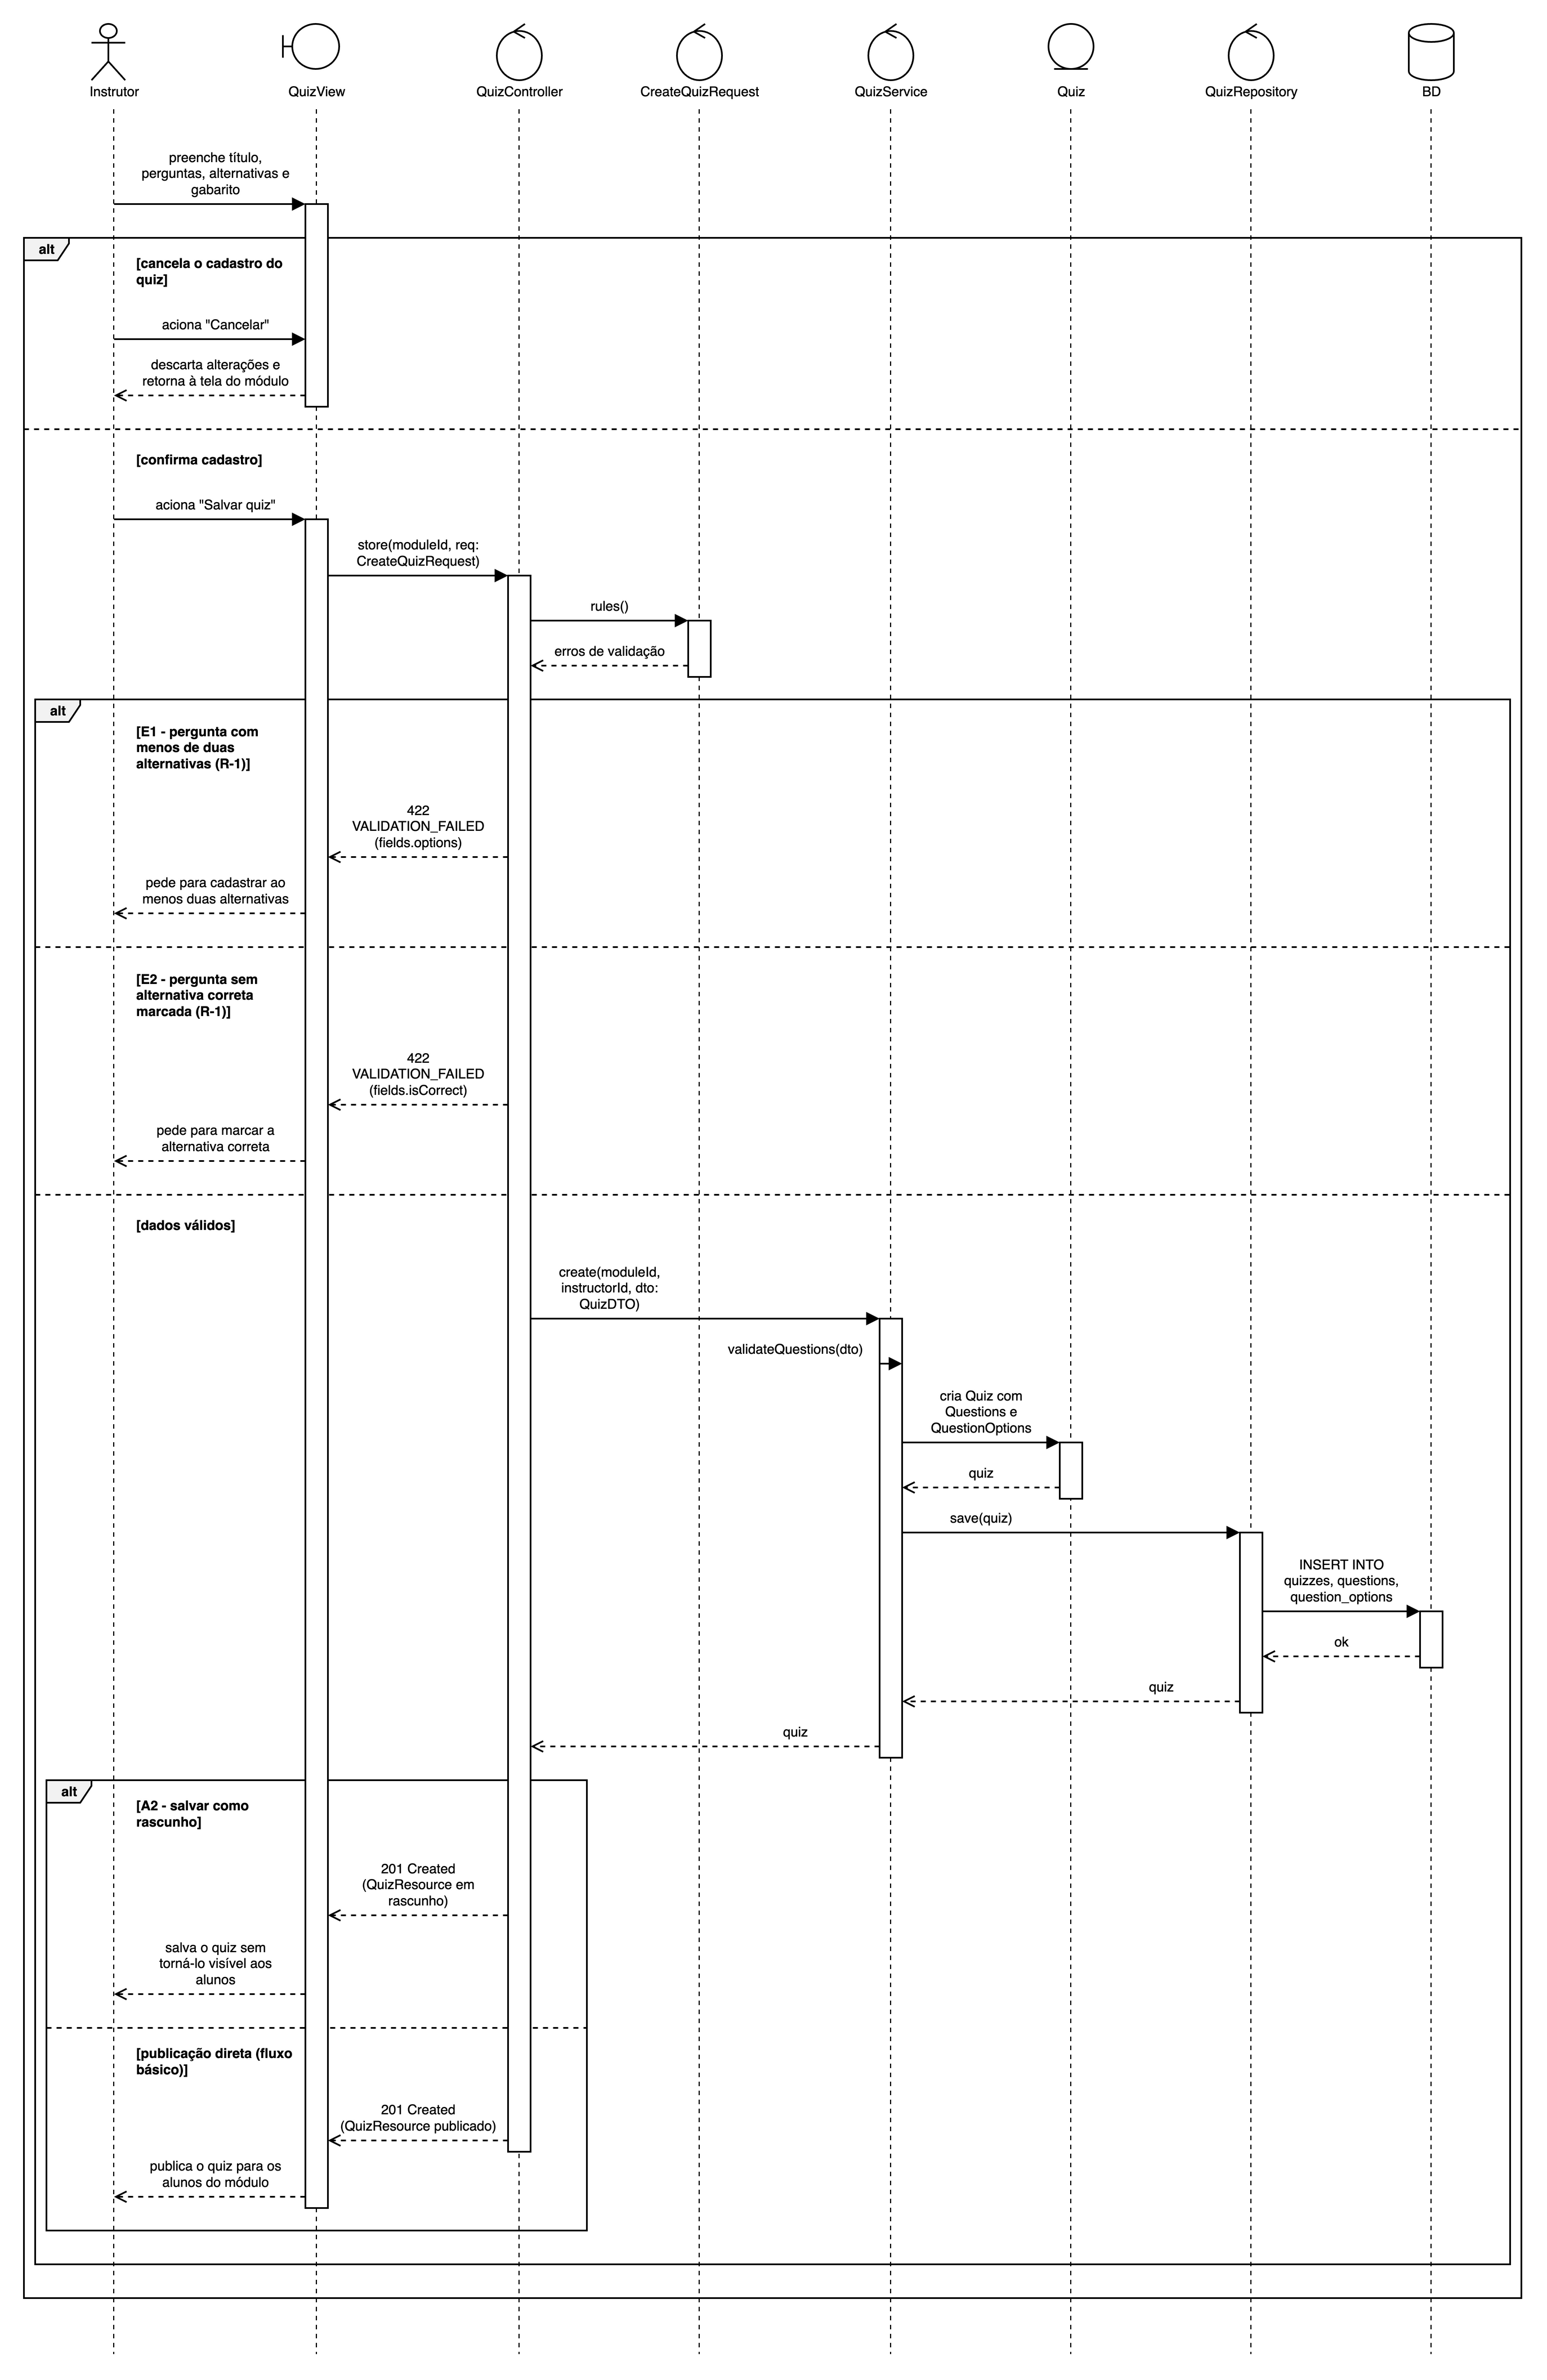 Instrutor
QuizView
QuizController
CreateQuizRequest
QuizService
Quiz
QuizRepository
BD
preenche título,
perguntas, alternativas e
gabarito
alt
[cancela o cadastro do
quiz]
aciona "Cancelar"
descarta alterações e
retorna à tela do módulo
[confirma cadastro]
aciona "Salvar quiz"
store(moduleId, req:
CreateQuizRequest)
rules()
erros de validação
alt
[E1 - pergunta com
menos de duas
alternativas (R-1)]
422
VALIDATION_FAILED
(fields.options)
pede para cadastrar ao
menos duas alternativas
[E2 - pergunta sem
alternativa correta
marcada (R-1)]
422
VALIDATION_FAILED
(fields.isCorrect)
pede para marcar a
alternativa correta
[dados válidos]
create(moduleId,
instructorId, dto:
QuizDTO)
validateQuestions(dto)
cria Quiz com
Questions e
QuestionOptions
quiz
save(quiz)
INSERT INTO
quizzes, questions,
question_options
ok
quiz
quiz
alt
[A2 - salvar como
rascunho]
201 Created
(QuizResource em
rascunho)
salva o quiz sem
torná-lo visível aos
alunos
[publicação direta (fluxo
básico)]
201 Created
(QuizResource publicado)
publica o quiz para os
alunos do módulo